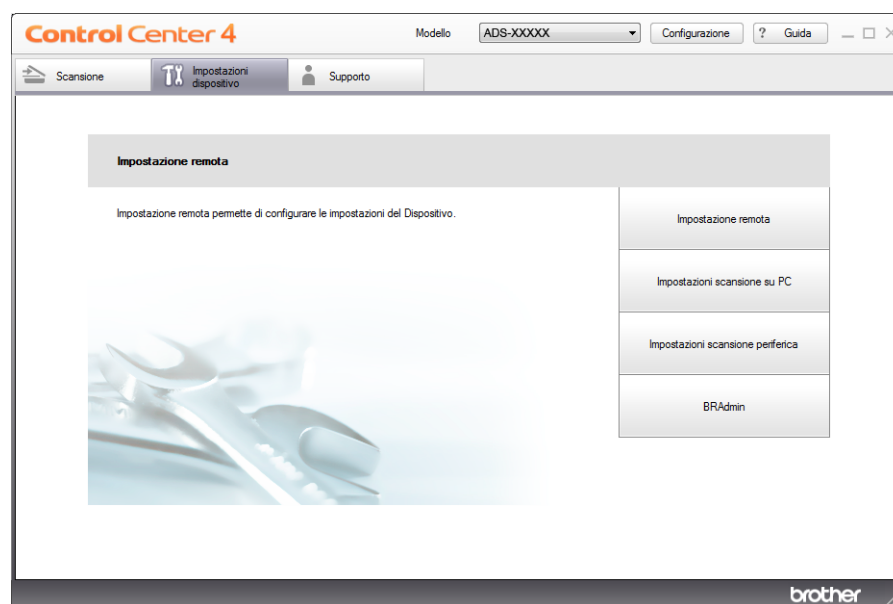 Control Center 4
Modello ADS-XXXXX Configurazione ? Guida
Scansione
Impostazioni
dispositivo
Supporto
Impostazione remota
Impostazione remota permette di configurare le impostazioni del Dispositivo.
Impostazione remota
Impostazioni scansione su PC
Impostazioni scansione periferica
BRAdmin
brother